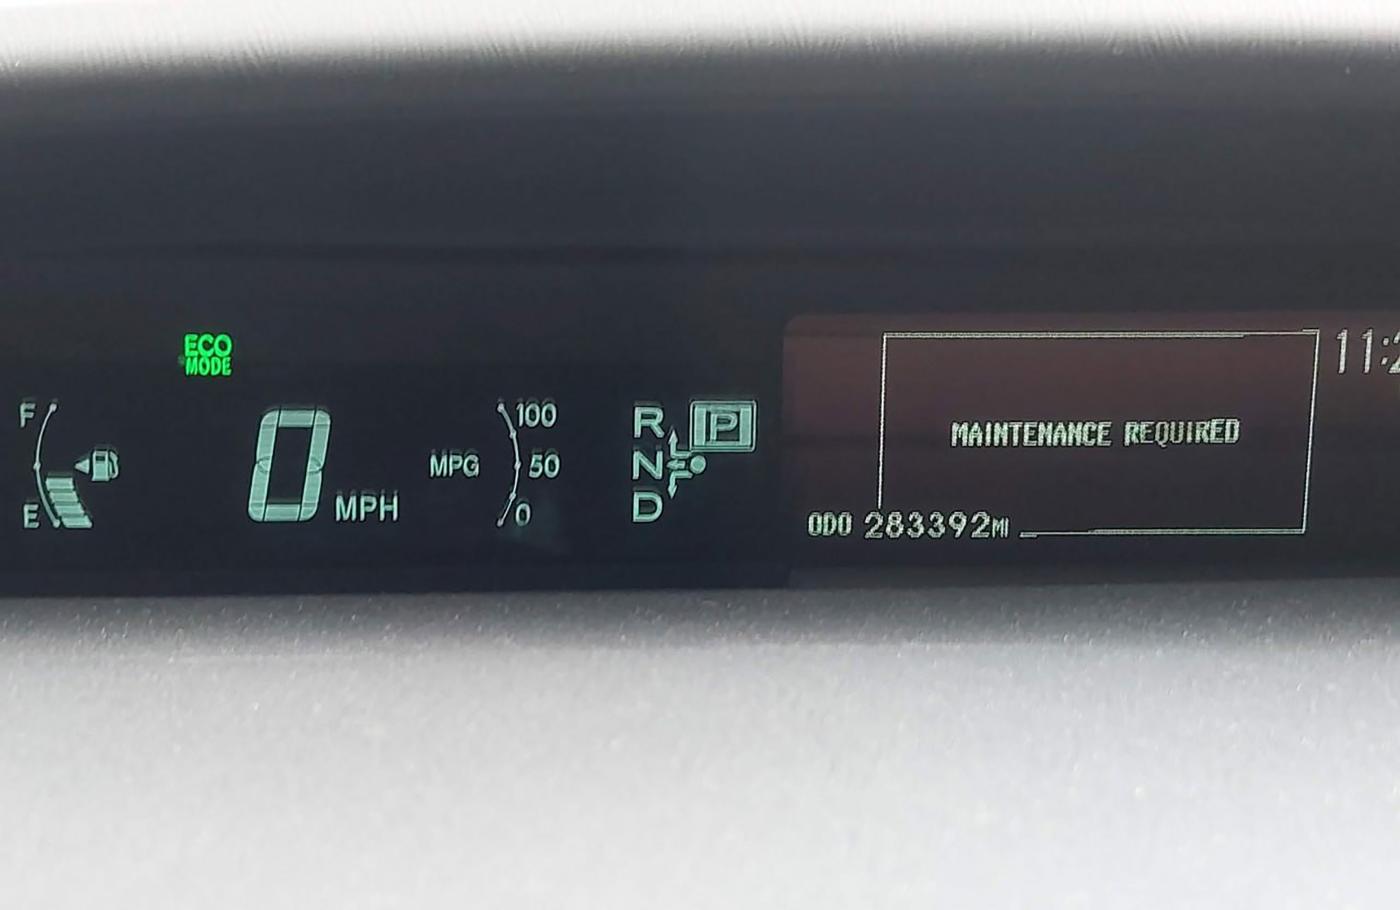 ECO
MODE
F
E
0 MPH
MPG
100
50
0
R
N
D
P
MAINTENANCE REQUIRED
ODO 283392MI